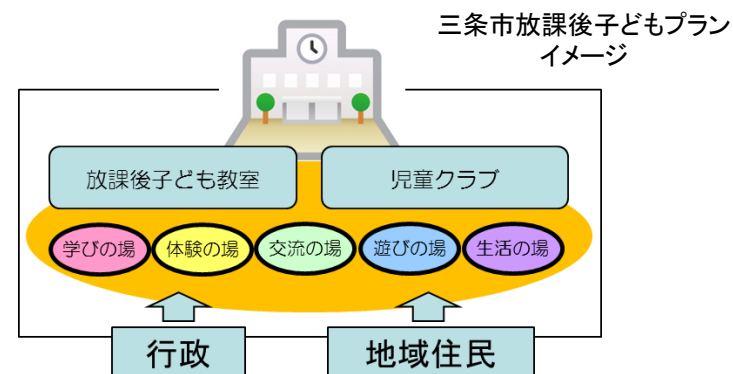 三条市放課後子どもプラン
イメージ
放課後子ども教室
児童クラブ
学びの場
体験の場
交流の場
遊びの場
生活の場
行政
地域住民